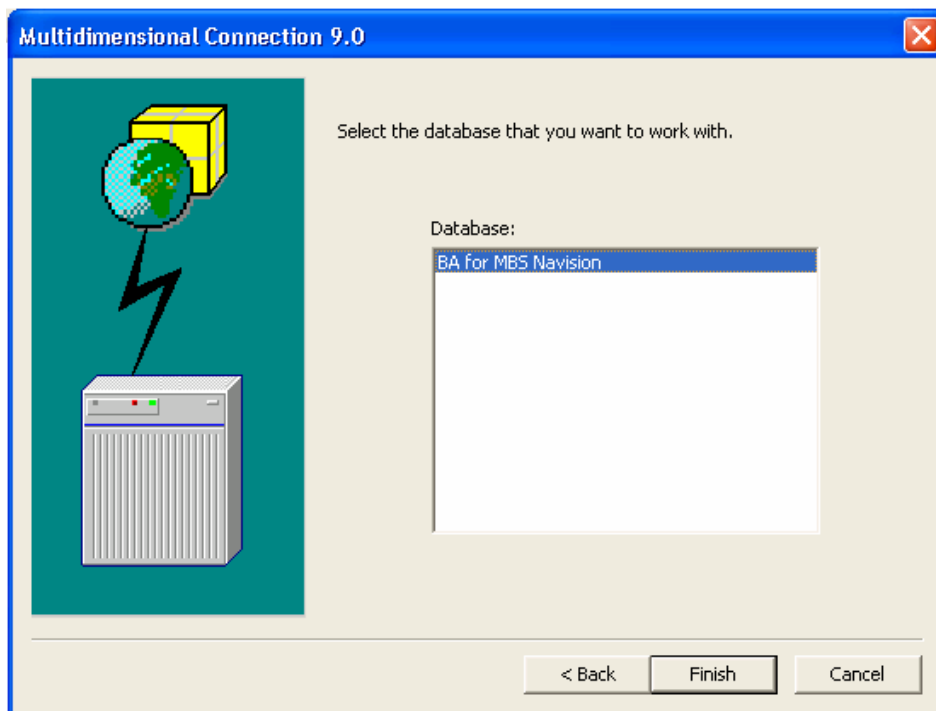 Multidimensional Connection 9.0
Select the database that you want to work with.
Database:
BA for MBS Navision
< Back
Finish
Cancel